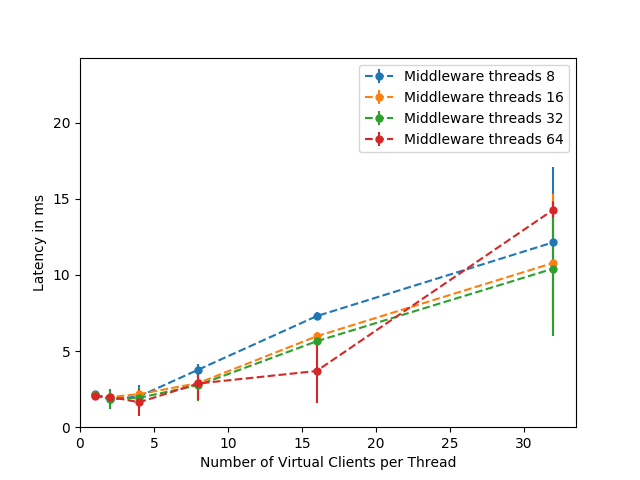 Middleware threads 8
Middleware threads 16
Middleware threads 32
Middleware threads 64
Latency in ms
20
15
10
5
0
0 5 10 15 20 25 30
Number of Virtual Clients per Thread